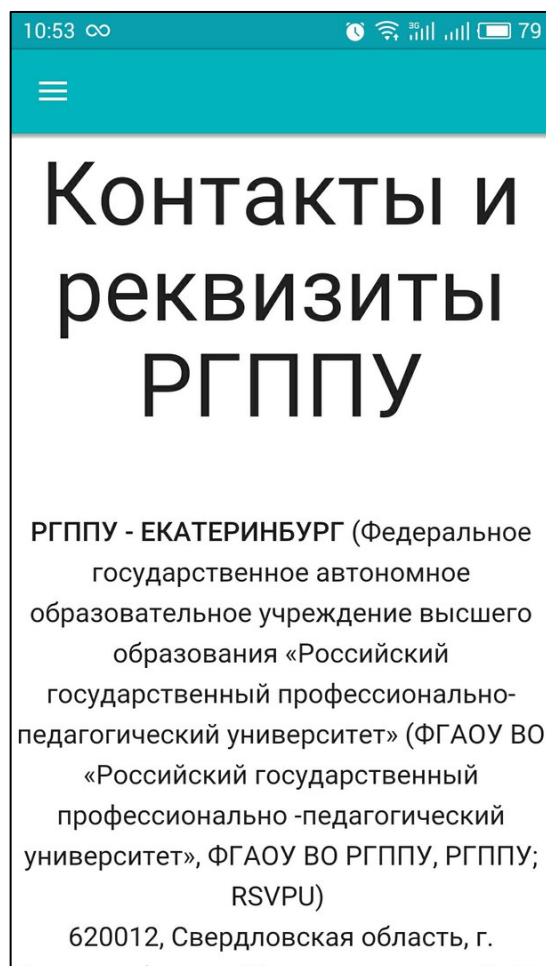 10:53 3G 79
Контакты и
реквизиты
РГППУ
РГППУ - ЕКАТЕРИНБУРГ (Федеральное
государственное автономное
образовательное учреждение высшего
образования «Российский
государственный профессионально-
педагогический университет» (ФГАОУ ВО
«Российский государственный
профессионально -педагогический
университет», ФГАОУ ВО РГППУ, РГППУ;
RSVPU)
620012, Свердловская область, г.